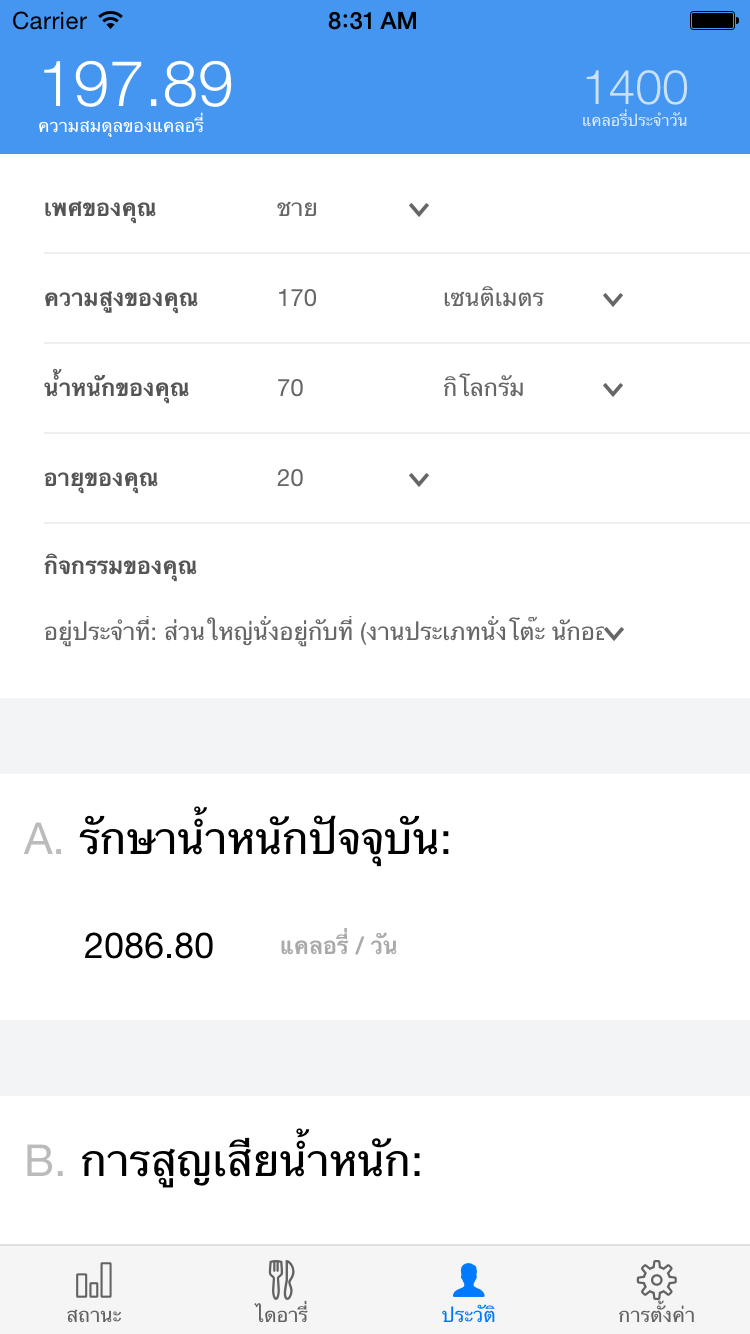 Carrier 8:31 AM
197.89 1400
ความสมดุลของแคลอรี่ แคลอรี่ประจำวัน
เพศของคุณ ชาย
ความสูงของคุณ 170 เซนติเมตร
น้ำหนักของคุณ 70 กิโลกรัม
อายุของคุณ 20
กิจกรรมของคุณ
อยู่ประจำที่: ส่วนใหญ่นั่งอยู่กับที่ (งานประเภทนั่งโต๊ะ นักออ
A. รักษาน้ำหนักปัจจุบัน:
2086.80 แคลอรี่ / วัน
B. การสูญเสียน้ำหนัก:
สถานะ ไดอารี่ ประวัติ การตั้งค่า